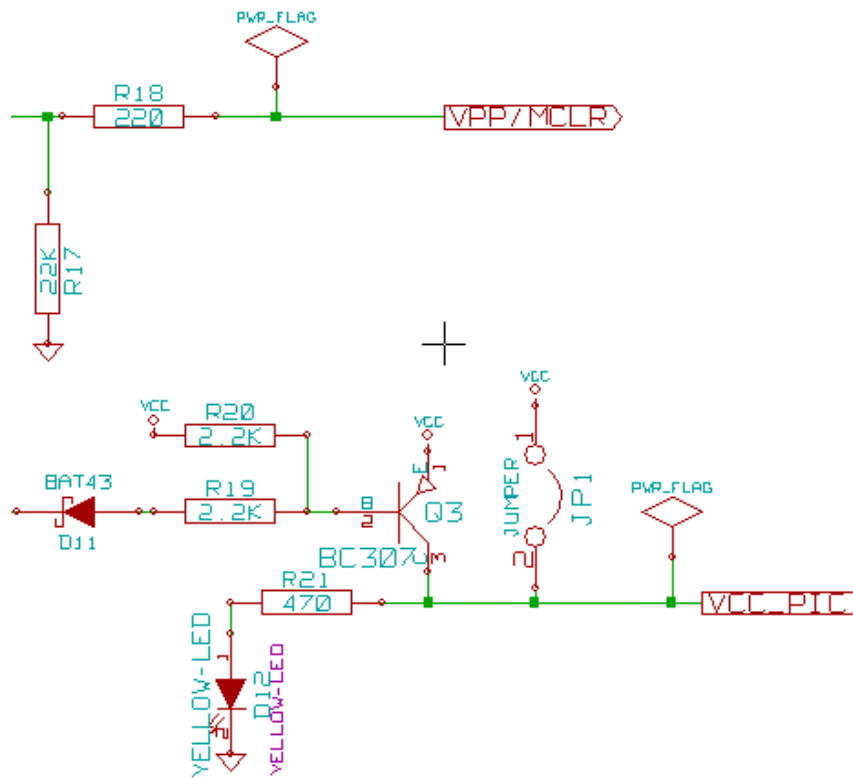 PWR_FLAG
R18
220
VPP/MCLR
22K
R17
VCC
R20
2.2K
VCC
E
1
VCC
1
JUMPER
JP1
2
BAT43
D11
R19
2.2K
B
2
Q3
BC307
C
3
PWR_FLAG
R21
470
VCC_PIC
YELLOW-LED
1
D12
2
YELLOW-LED